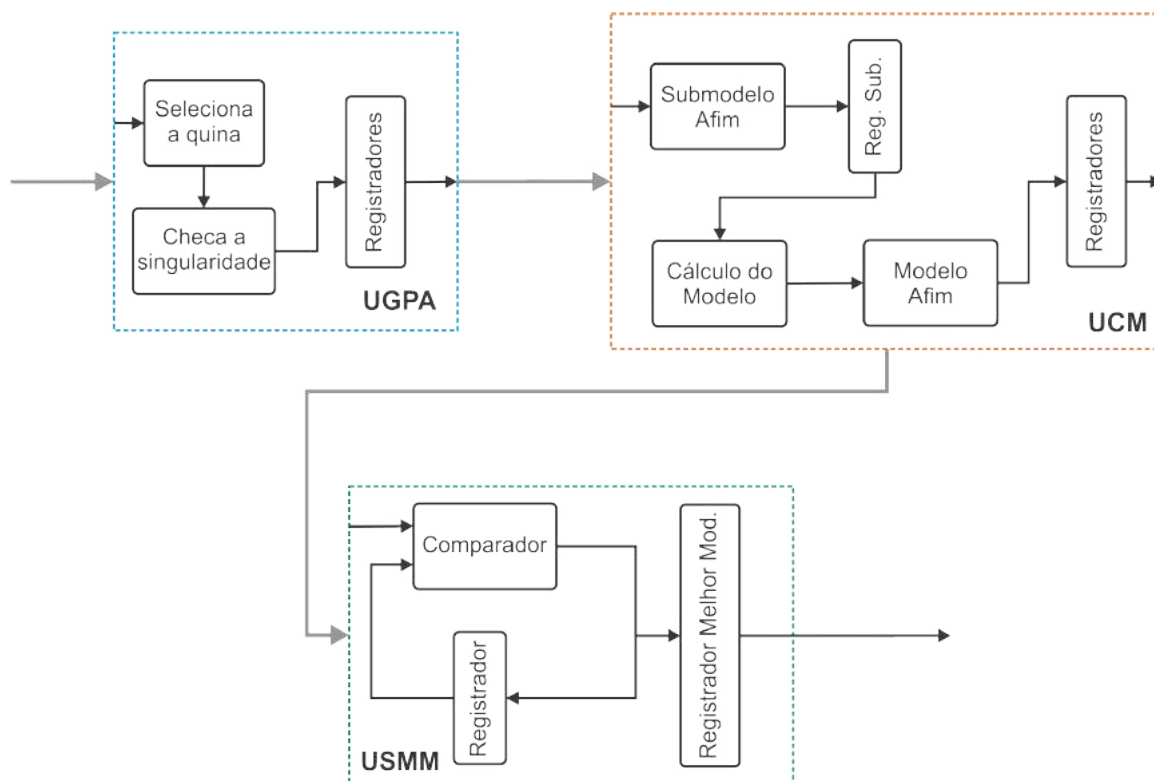 Seleciona
a quina
Checa a
singularidade
Registradores
UGPA
Submodelo
Afim
Reg. Sub.
Cálculo do
Modelo
Modelo
Afim
Registradores
UCM
Comparador
Registrador
Registrador Melhor Mod.
USMM